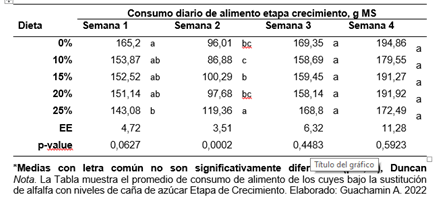 Consumo diario de alimento etapa crecimiento, g MS
Dieta Semana 1 Semana 2 Semana 3 Semana 4
0% 165,2 a 96,01 bc 169,35 a 194,86 a
10% 153,87 ab 86,88 c 158,69 a 179,55 a
15% 152,52 ab 100,29 b 159,45 a 191,27 a
20% 151,14 ab 97,68 bc 158,14 a 191,92 a
25% 143,08 b 119,36 a 168,8 a 172,49 a
EE 4,72 3,51 6,32 11,28
p-value 0,0627 0,0002 0,4483 0,5923
Título del gráfico
*Medias con letra común no son significativamente Duncan
Nota. La Tabla muestra el promedio de consumo de alimento de los cuyes bajo la sustitución
de alfalfa con niveles de caña de azúcar Etapa de Crecimiento. Elaborado: Guachamin A. 2022